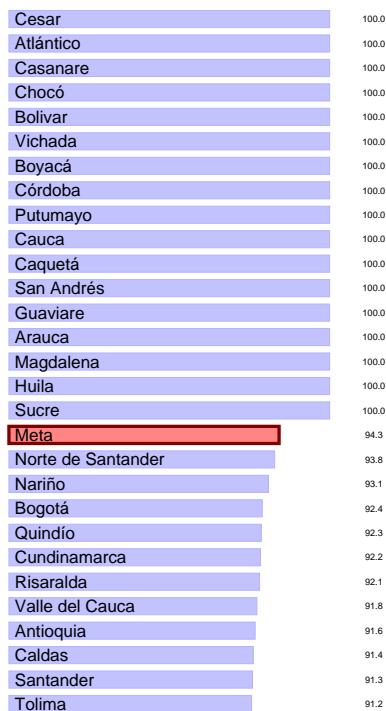 Cesar 100.0
Atlántico 100.0
Casanare 100.0
Chocó 100.0
Bolivar 100.0
Vichada 100.0
Boyacá 100.0
Córdoba 100.0
Putumayo 100.0
Cauca 100.0
Caquetá 100.0
San Andrés 100.0
Guaviare 100.0
Arauca 100.0
Magdalena 100.0
Huila 100.0
Sucre 100.0
Meta 94.3
Norte de Santander 93.8
Nariño 93.1
Bogotá 92.4
Quindío 92.3
Cundinamarca 92.2
Risaralda 92.1
Valle del Cauca 91.8
Antioquia 91.6
Caldas 91.4
Santander 91.3
Tolima 91.2